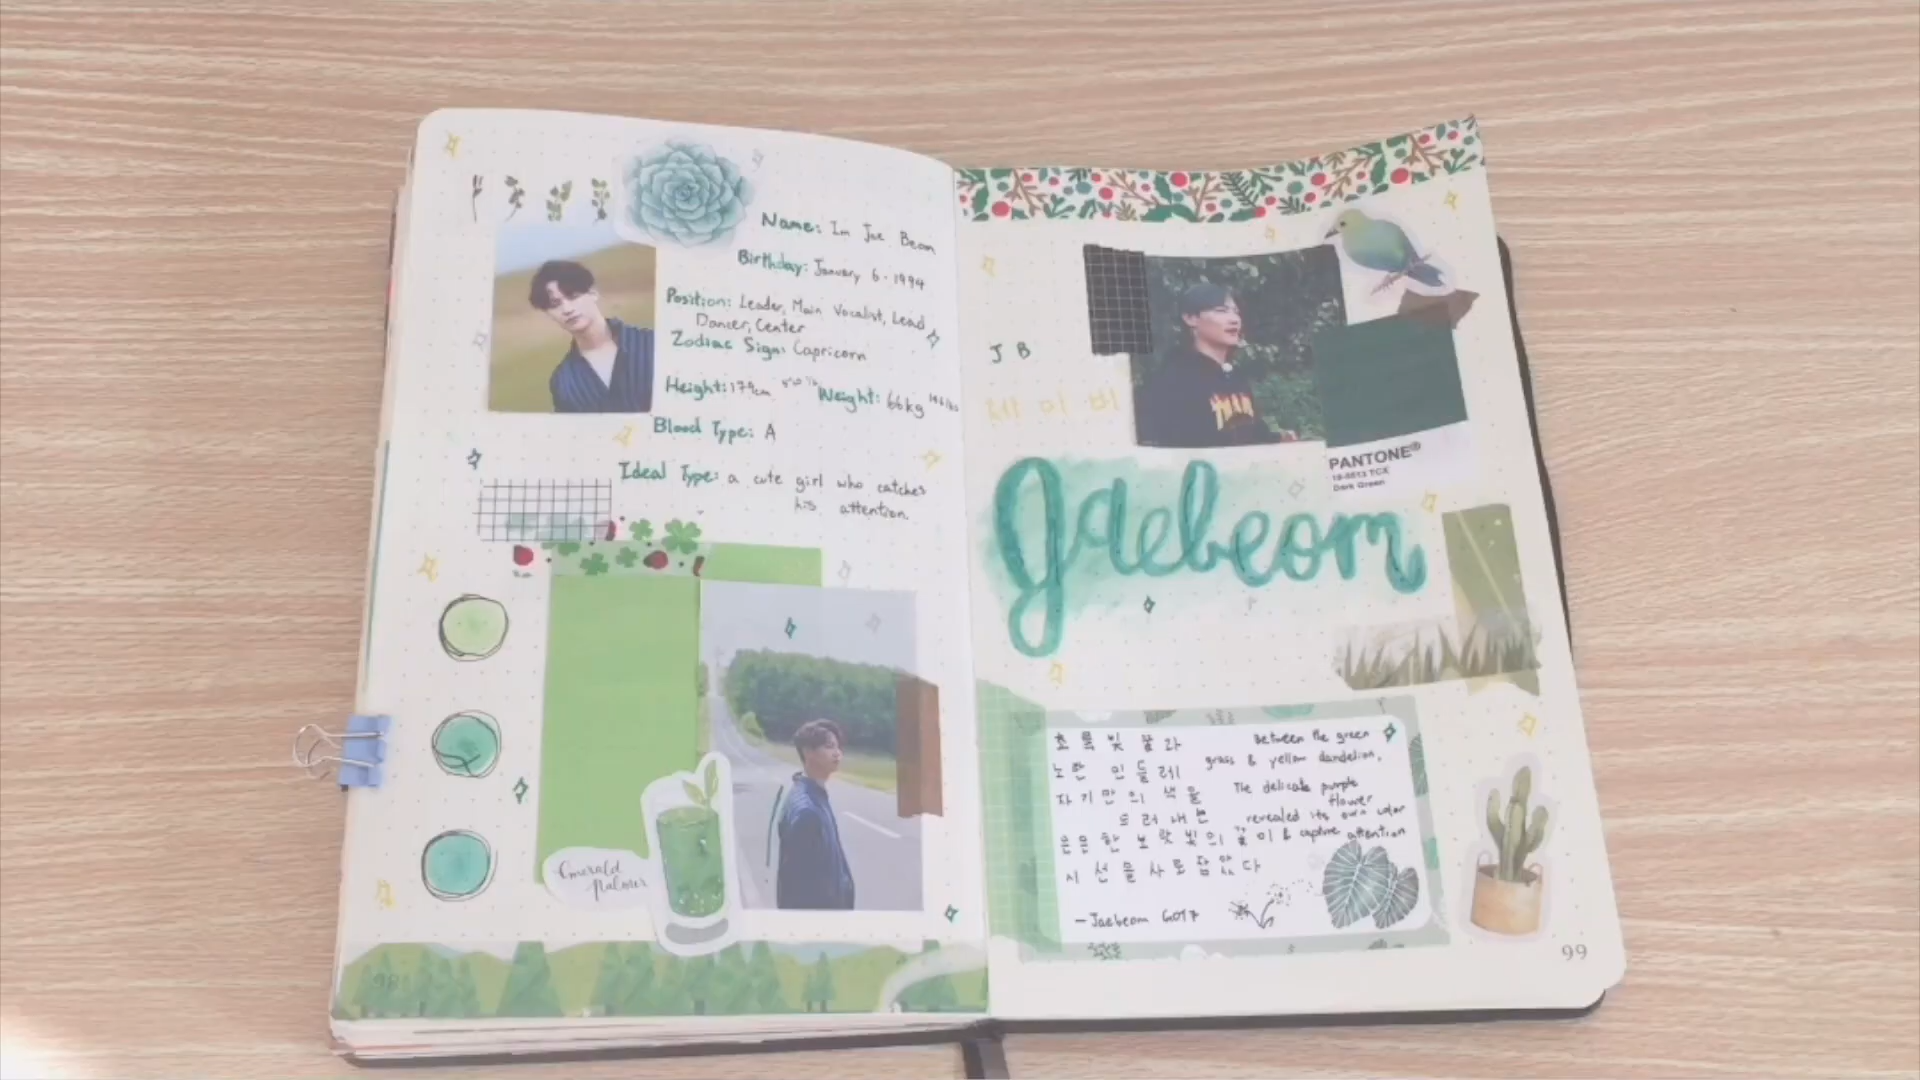 Name: Im Jae Beom
Birthday: January 6 - 1994
Position: Leader, Main Vocalist, Lead
Dancer, Center
Zodiac Sign: Capricorn
Height: 179cm
Weight: 66kg
Blood Type: A
Ideal Type: a cute girl who catches
his attention.
Emerald
Palmer
98
JB
제이비
PANTONE®
TCX
Dark Green
Jaebeom
초록빛 풀과
노란 민들레
자기만의 색을
드러내는
은은한 보랏빛의 꽃이
시선을 사로잡았다
Between the green
grass & yellow dandelion,
The delicate purple
flower
revealed its own color
& capture attention
-Jaebeom GOT7
99